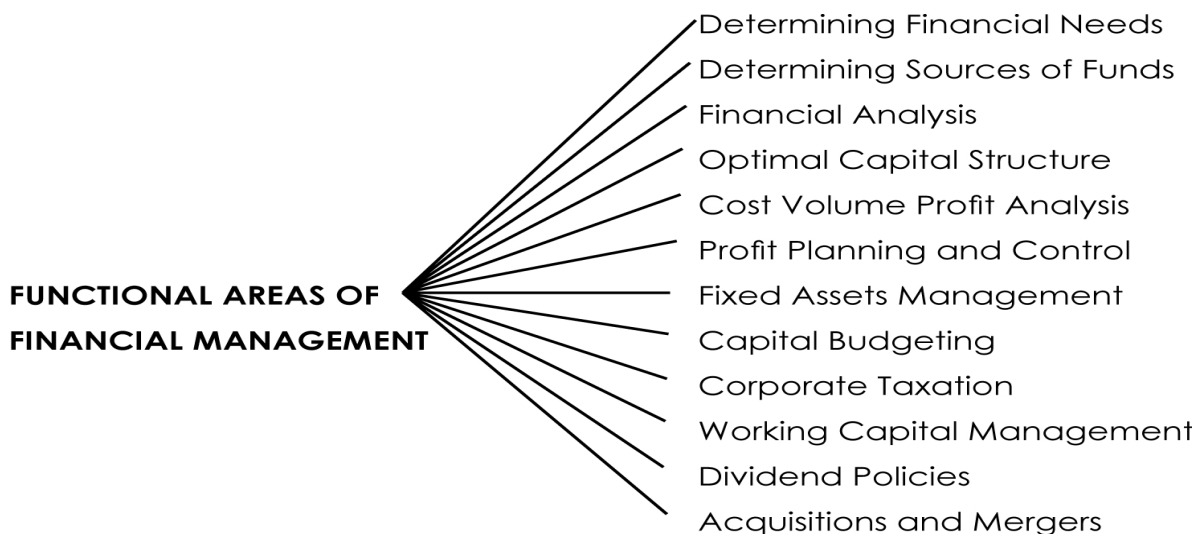 FUNCTIONAL AREAS OF
FINANCIAL MANAGEMENT
Determining Financial Needs
Determining Sources of Funds
Financial Analysis
Optimal Capital Structure
Cost Volume Profit Analysis
Profit Planning and Control
Fixed Assets Management
Capital Budgeting
Corporate Taxation
Working Capital Management
Dividend Policies
Acquisitions and Mergers